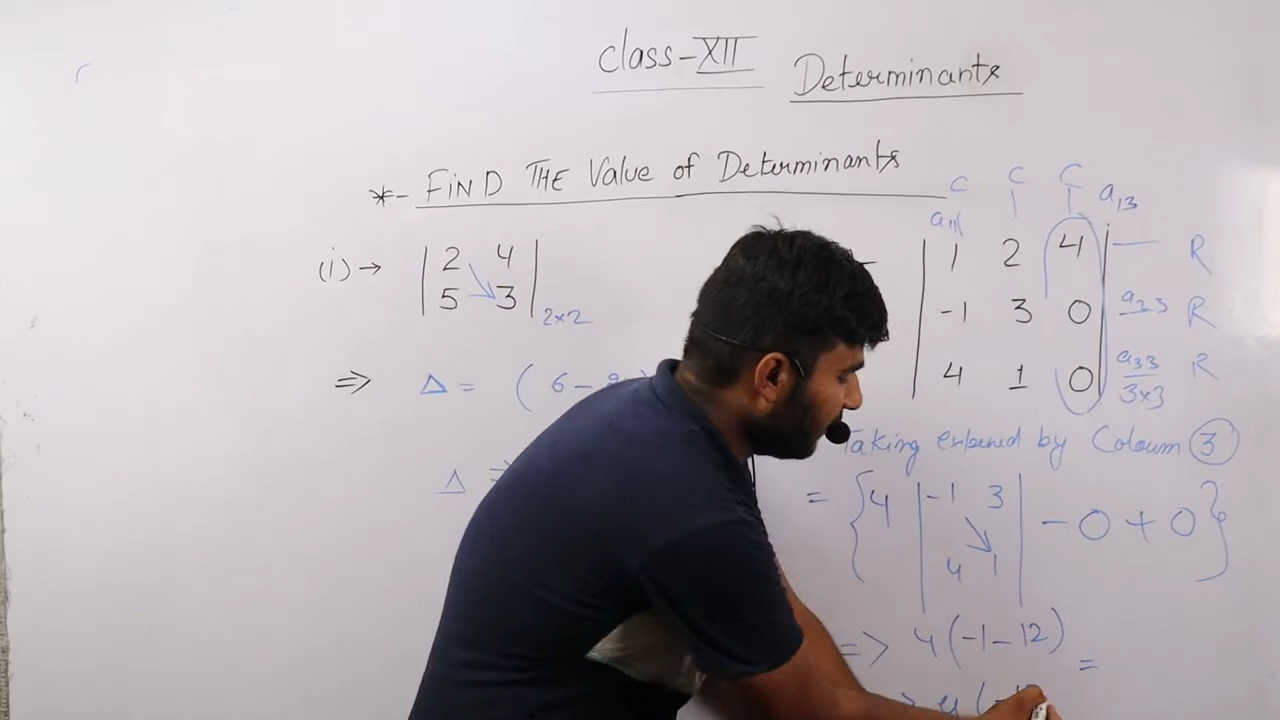 class-XII Determinants
*- FIND THE Value of Determinants
C C C
a11 a13
(i) → | 2 4 | | 1 2 4 | R
| 5 3 | 2×2 | -1 3 0 | a23 R
| 4 1 0 | a33 R
3×3
⇒ Δ = ( 6 -
Taking by Coloum 3
Δ ⇒
= { 4 | -1 3 | - 0 + 0 }
| 4 1 |
=> 4(-1-12) =
4(-